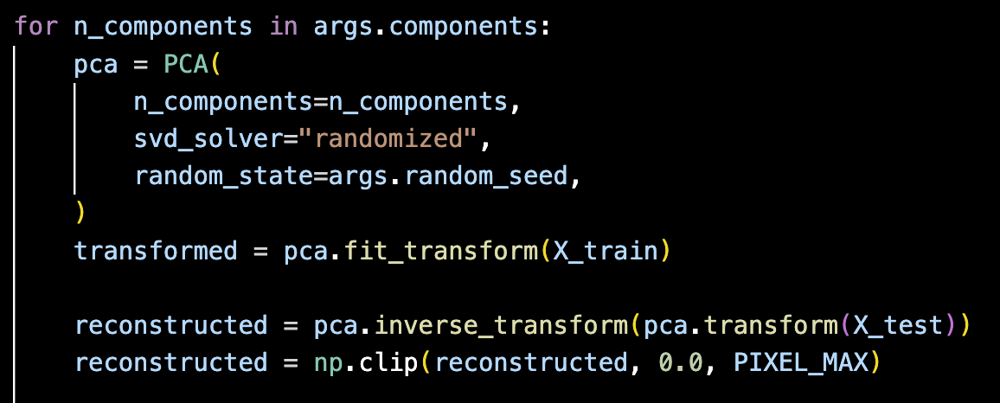 for n_components in args.components:
    pca = PCA(
        n_components=n_components,
        svd_solver="randomized",
        random_state=args.random_seed,
    )
    transformed = pca.fit_transform(X_train)

    reconstructed = pca.inverse_transform(pca.transform(X_test))
    reconstructed = np.clip(reconstructed, 0.0, PIXEL_MAX)